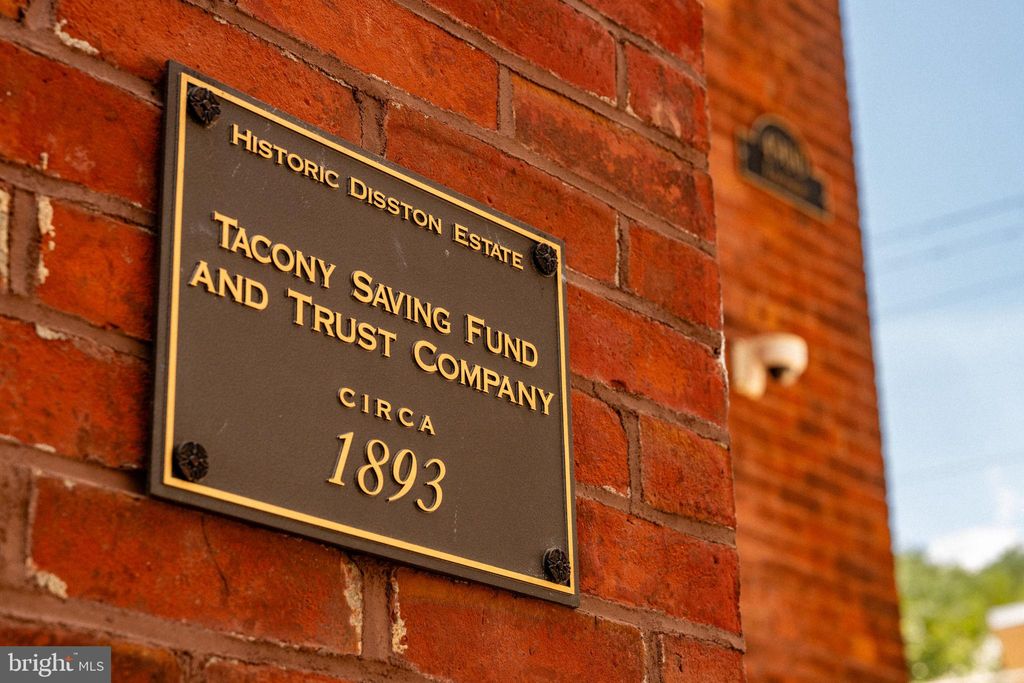 HISTORIC DISSTON ESTATE
TACONY SAVING FUND
AND TRUST COMPANY
CIRCA
1893
bright MLS